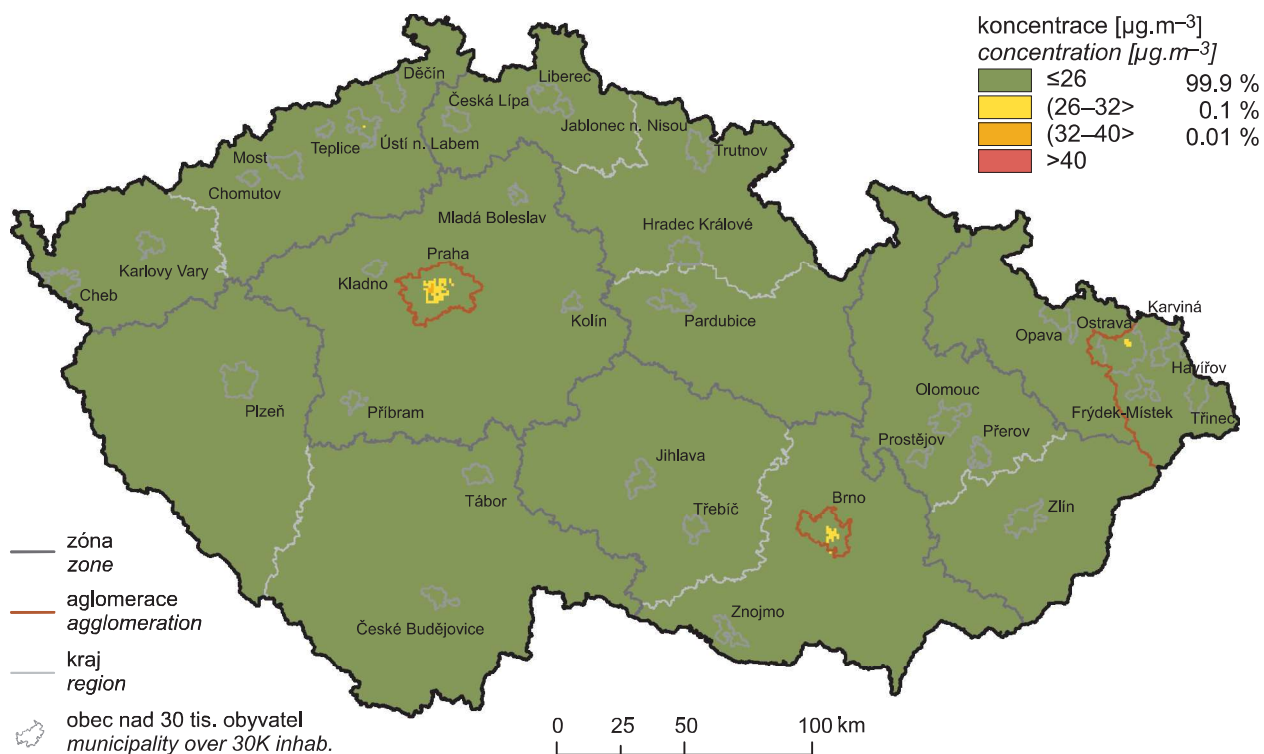 koncentrace [µg.m⁻³]
concentration [µg.m⁻³]
≤26 99.9 %
(26–32> 0.1 %
(32–40> 0.01 %
>40
Děčín
Liberec
Česká Lípa
Jablonec n. Nisou
Teplice
Ústí n. Labem
Trutnov
Most
Chomutov
Mladá Boleslav
Hradec Králové
Karlovy Vary
Praha
Kladno
Cheb
Kolín
Pardubice
Karviná
Ostrava
Opava
Havířov
Olomouc
Frýdek-Místek
Třinec
Plzeň
Příbram
Prostějov
Přerov
Jihlava
Tábor
Brno
Třebíč
Zlín
České Budějovice
Znojmo
zóna
zone
aglomerace
agglomeration
kraj
region
obec nad 30 tis. obyvatel
municipality over 30K inhab.
0 25 50 100 km